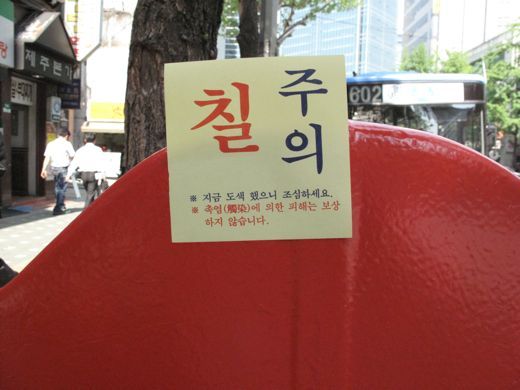 칠 주의
※ 지금 도색 했으니 조심하세요.
※ 촉염(觸染)에 의한 피해는 보상
하지 않습니다.
602